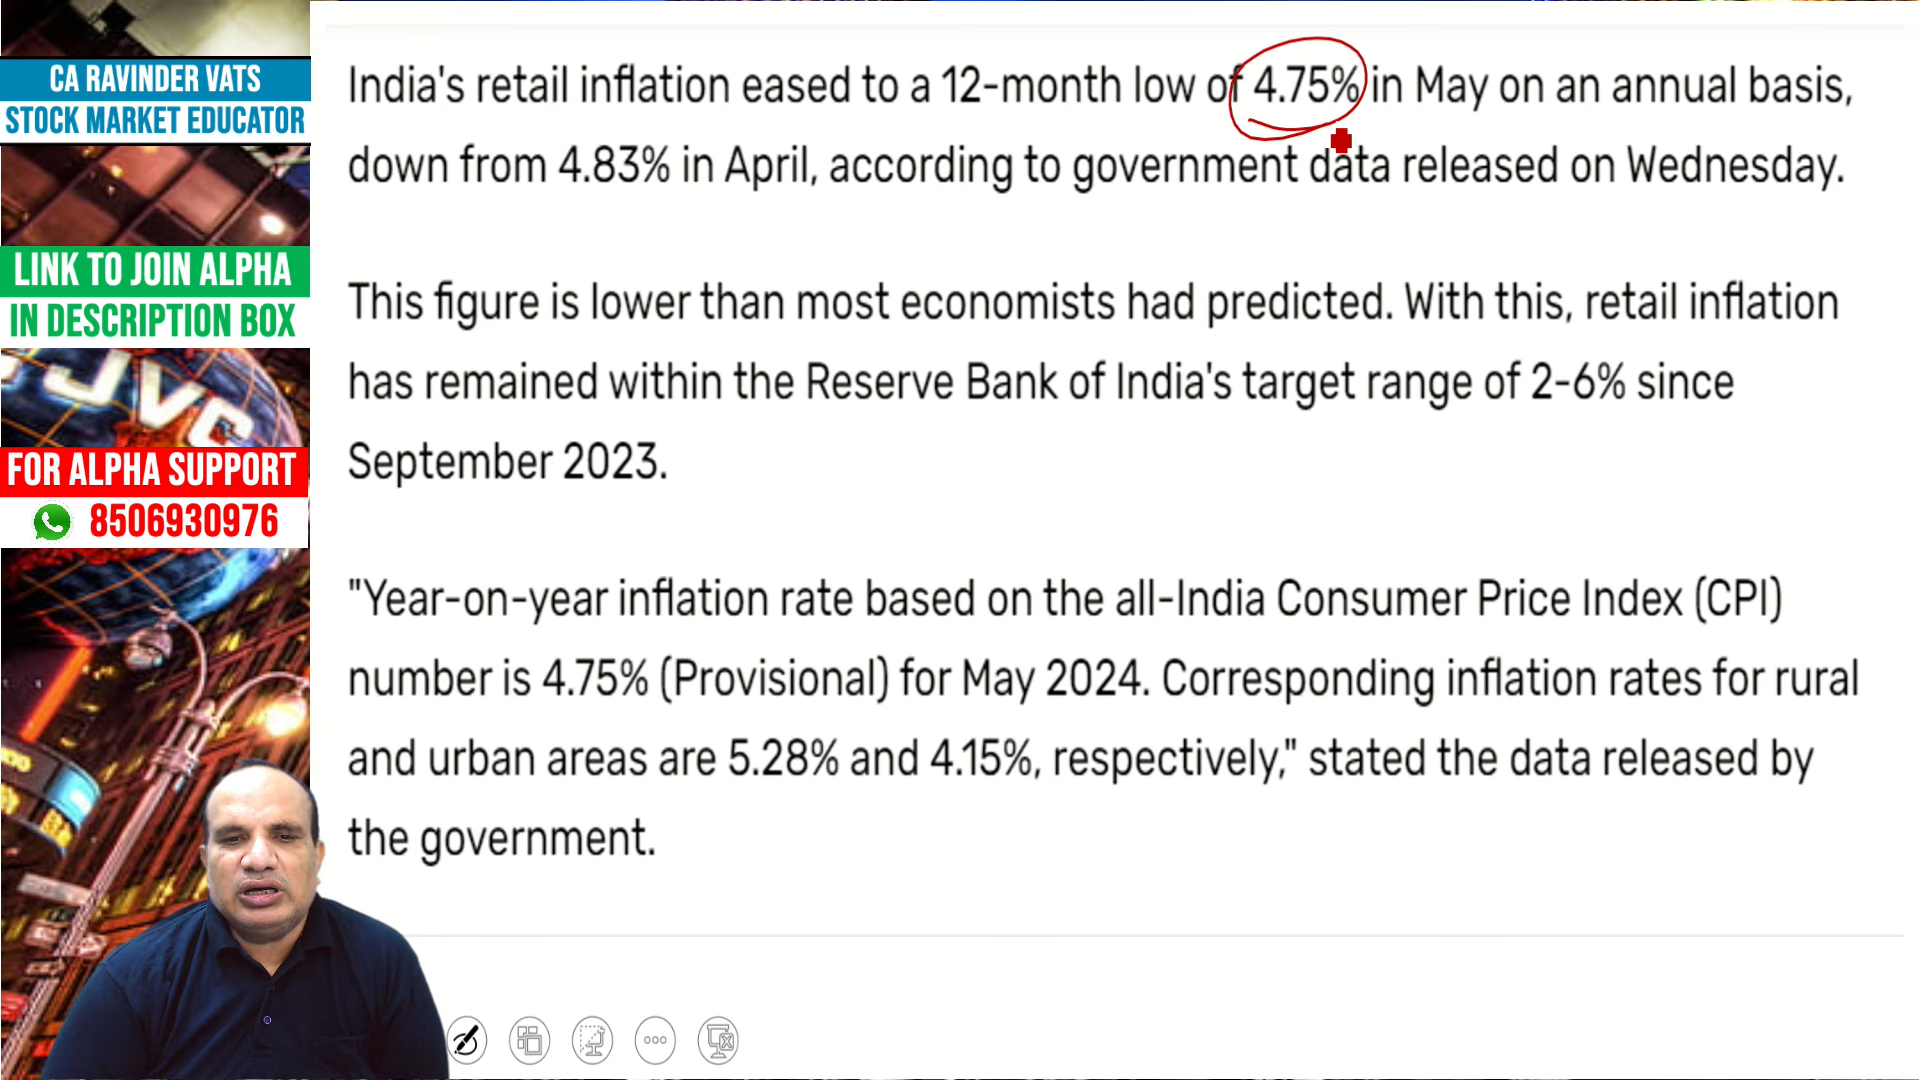 CA RAVINDER VATS
STOCK MARKET EDUCATOR
LINK TO JOIN ALPHA
IN DESCRIPTION BOX
JVC
FOR ALPHA SUPPORT
8506930976
India's retail inflation eased to a 12-month low of 4.75% in May on an annual basis,
down from 4.83% in April, according to government data released on Wednesday.
This figure is lower than most economists had predicted. With this, retail inflation
has remained within the Reserve Bank of India's target range of 2-6% since
September 2023.
"Year-on-year inflation rate based on the all-India Consumer Price Index (CPI)
number is 4.75% (Provisional) for May 2024. Corresponding inflation rates for rural
and urban areas are 5.28% and 4.15%, respectively," stated the data released by
the government.